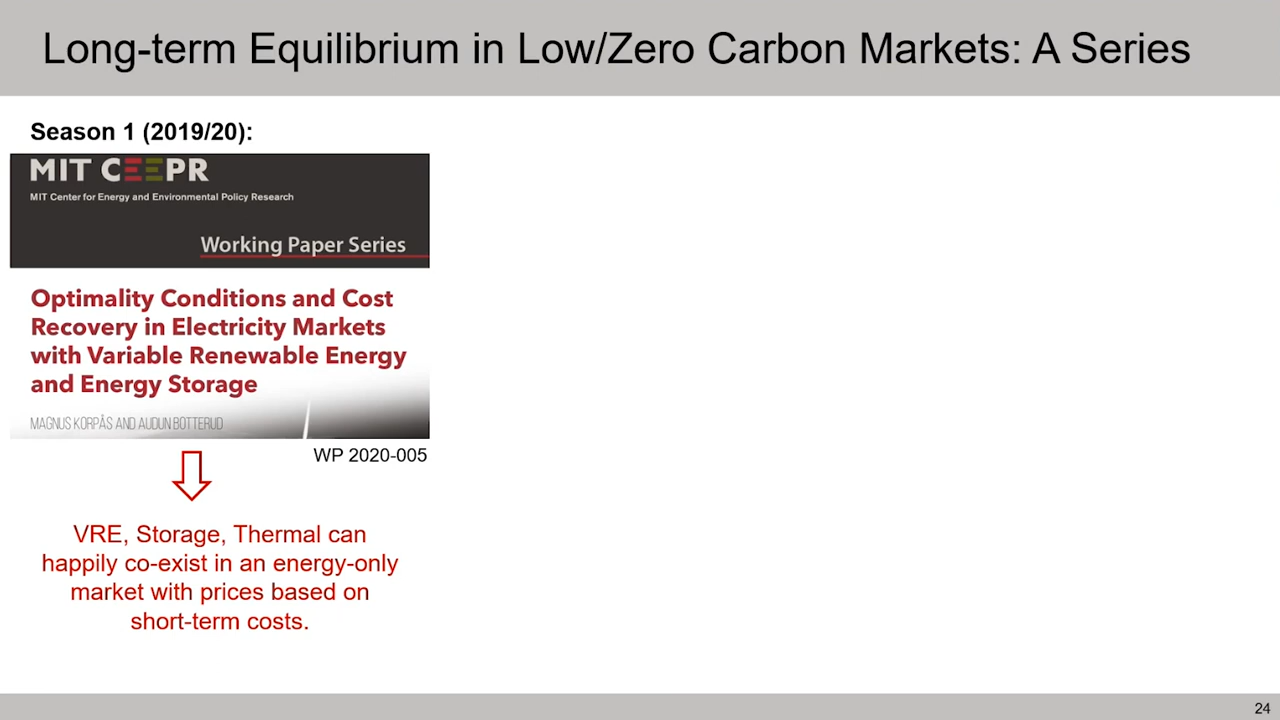 Long-term Equilibrium in Low/Zero Carbon Markets: A Series
Season 1 (2019/20):
MIT CEEPR
MIT Center for Energy and Environmental Policy Research
Working Paper Series
Optimality Conditions and Cost
Recovery in Electricity Markets
with Variable Renewable Energy
and Energy Storage
MAGNUS KORPÅS AND AUDUN BOTTERUD
WP 2020-005
VRE, Storage, Thermal can
happily co-exist in an energy-only
market with prices based on
short-term costs.
24